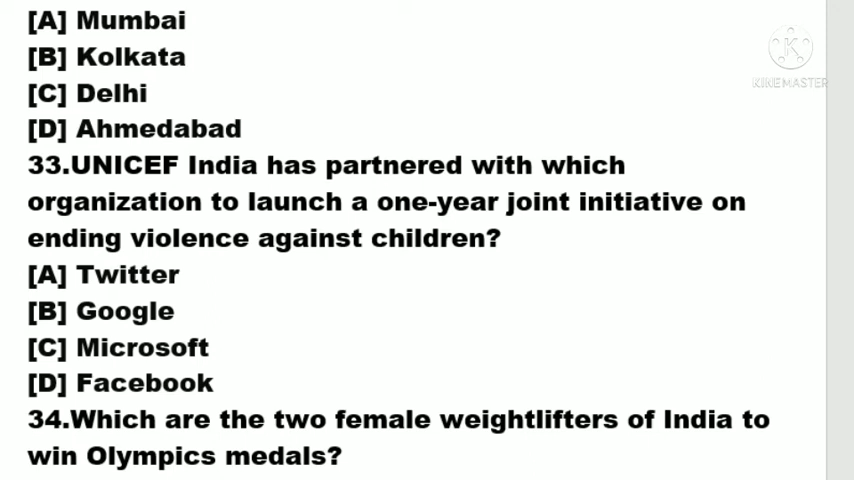 [A] Mumbai
[B] Kolkata
[C] Delhi
[D] Ahmedabad
33.UNICEF India has partnered with which
organization to launch a one-year joint initiative on
ending violence against children?
[A] Twitter
[B] Google
[C] Microsoft
[D] Facebook
34.Which are the two female weightlifters of India to
win Olympics medals?
K
KINEMASTER